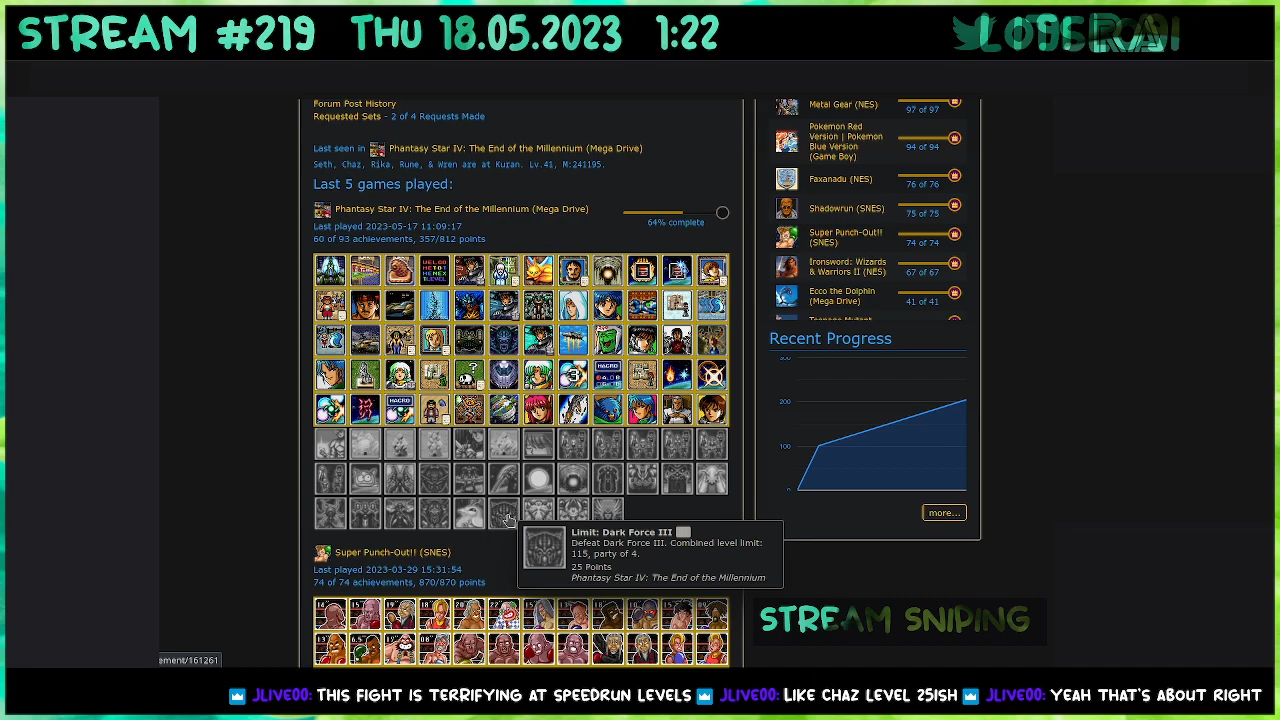 STREAM #219 THU 18.05.2023 1:22
Forum Post History
Requested Sets - 2 of 4 Requests Made
Last seen in Phantasy Star IV: The End of the Millennium (Mega Drive)
Seth, Chaz, Rika, Rune, & Wren are at Kuran. Lv.41, M:241195.
Last 5 games played:
Phantasy Star IV: The End of the Millennium (Mega Drive)
64% complete
Last played 2023-05-17 11:09:17
60 of 93 achievements, 357/812 points
Limit: Dark Force III
Defeat Dark Force III. Combined level limit:
115, party of 4.
25 Points
Phantasy Star IV: The End of the Millennium
Super Punch-Out!! (SNES)
Last played 2023-03-29 15:31:54
74 of 74 achievements, 870/870 points
ement/161261
Metal Gear (NES)
97 of 97
Pokemon Red
Version | Pokemon
Blue Version
(Game Boy)
94 of 94
Faxanadu (NES)
76 of 76
Shadowrun (SNES)
75 of 75
Super Punch-Out!!
(SNES)
74 of 74
Ironsword: Wizards
& Warriors II (NES)
67 of 67
Ecco the Dolphin
(Mega Drive)
41 of 41
Recent Progress
300
200
100
0
more...
STREAM SNIPING
JLIVE00: THIS FIGHT IS TERRIFYING AT SPEEDRUN LEVELS JLIVE00: LIKE CHAZ LEVEL 25ISH JLIVE00: YEAH THAT'S ABOUT RIGHT